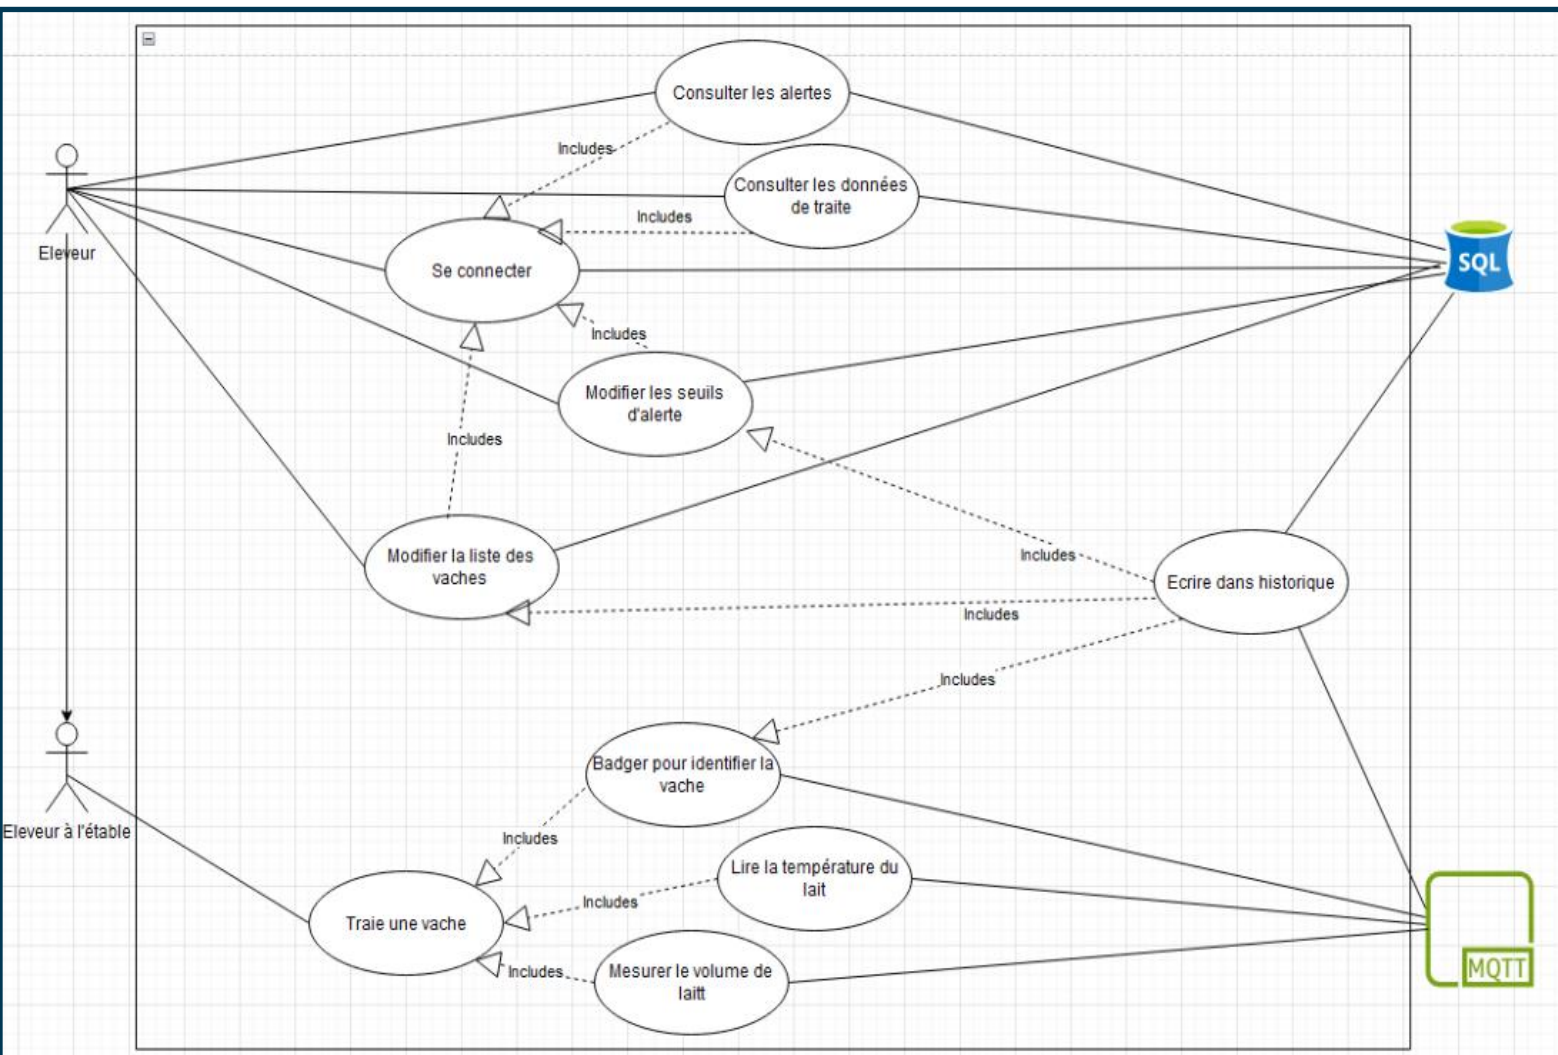 Consulter les alertes
Includes
Consulter les données
de traite
Includes
Eleveur
Se connecter
SQL
Includes
Modifier les seuils
d'alerte
Includes
Modifier la liste des
vaches
Includes
Ecrire dans historique
Includes
Includes
Badger pour identifier la
vache
Eleveur à l'étable
Includes
Lire la température du
lait
Includes
Traie une vache
Includes
Mesurer le volume de
laitt
MQTT